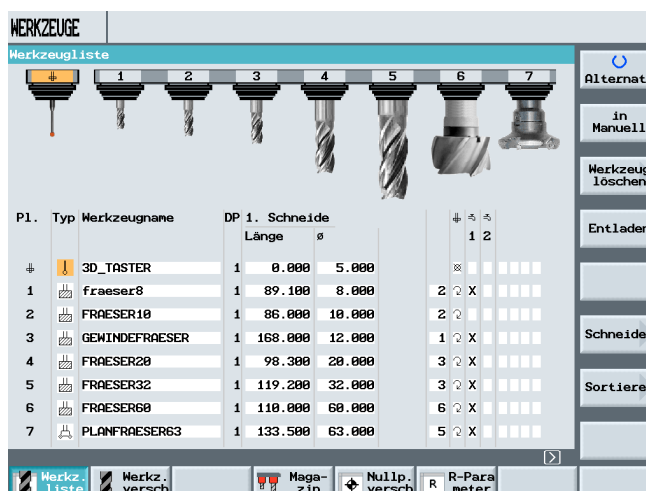 WERKZEUGE
Werkzeugliste
1 2 3 4 5 6 7
Alternat
in
Manuell
Werkzeug
löschen
Entladen
Schneide
Sortiere
Pl. Typ Werkzeugname DP 1. Schneide
Länge ø 1 2
3D_TASTER 1 0.000 5.000
1 fraeser8 1 89.100 8.000 2 X
2 FRAESER10 1 86.000 10.000 2
3 GEWINDEFRAESER 1 168.000 12.000 1 X
4 FRAESER20 1 98.300 20.000 3 X
5 FRAESER32 1 119.200 32.000 3 X
6 FRAESER60 1 110.000 60.000 6 X
7 PLANFRAESER63 1 133.500 63.000 5 X
Werkz.
liste
Werkz.
versch
Maga-
zin
Nullp.
versch
R R-Para
meter